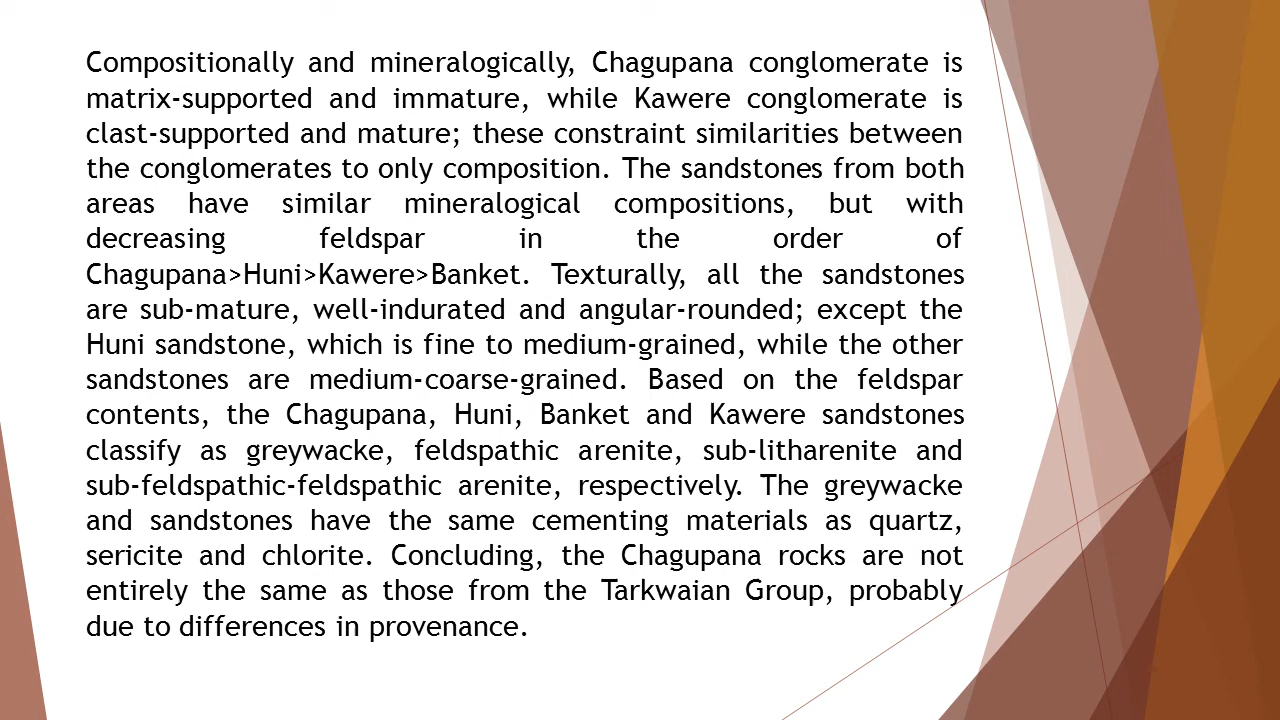 Compositionally and mineralogically, Chagupana conglomerate is
matrix-supported and immature, while Kawere conglomerate is
clast-supported and mature; these constraint similarities between
the conglomerates to only composition. The sandstones from both
areas have similar mineralogical compositions, but with
decreasing feldspar in the order of
Chagupana>Huni>Kawere>Banket. Texturally, all the sandstones
are sub-mature, well-indurated and angular-rounded; except the
Huni sandstone, which is fine to medium-grained, while the other
sandstones are medium-coarse-grained. Based on the feldspar
contents, the Chagupana, Huni, Banket and Kawere sandstones
classify as greywacke, feldspathic arenite, sub-litharenite and
sub-feldspathic-feldspathic arenite, respectively. The greywacke
and sandstones have the same cementing materials as quartz,
sericite and chlorite. Concluding, the Chagupana rocks are not
entirely the same as those from the Tarkwaian Group, probably
due to differences in provenance.